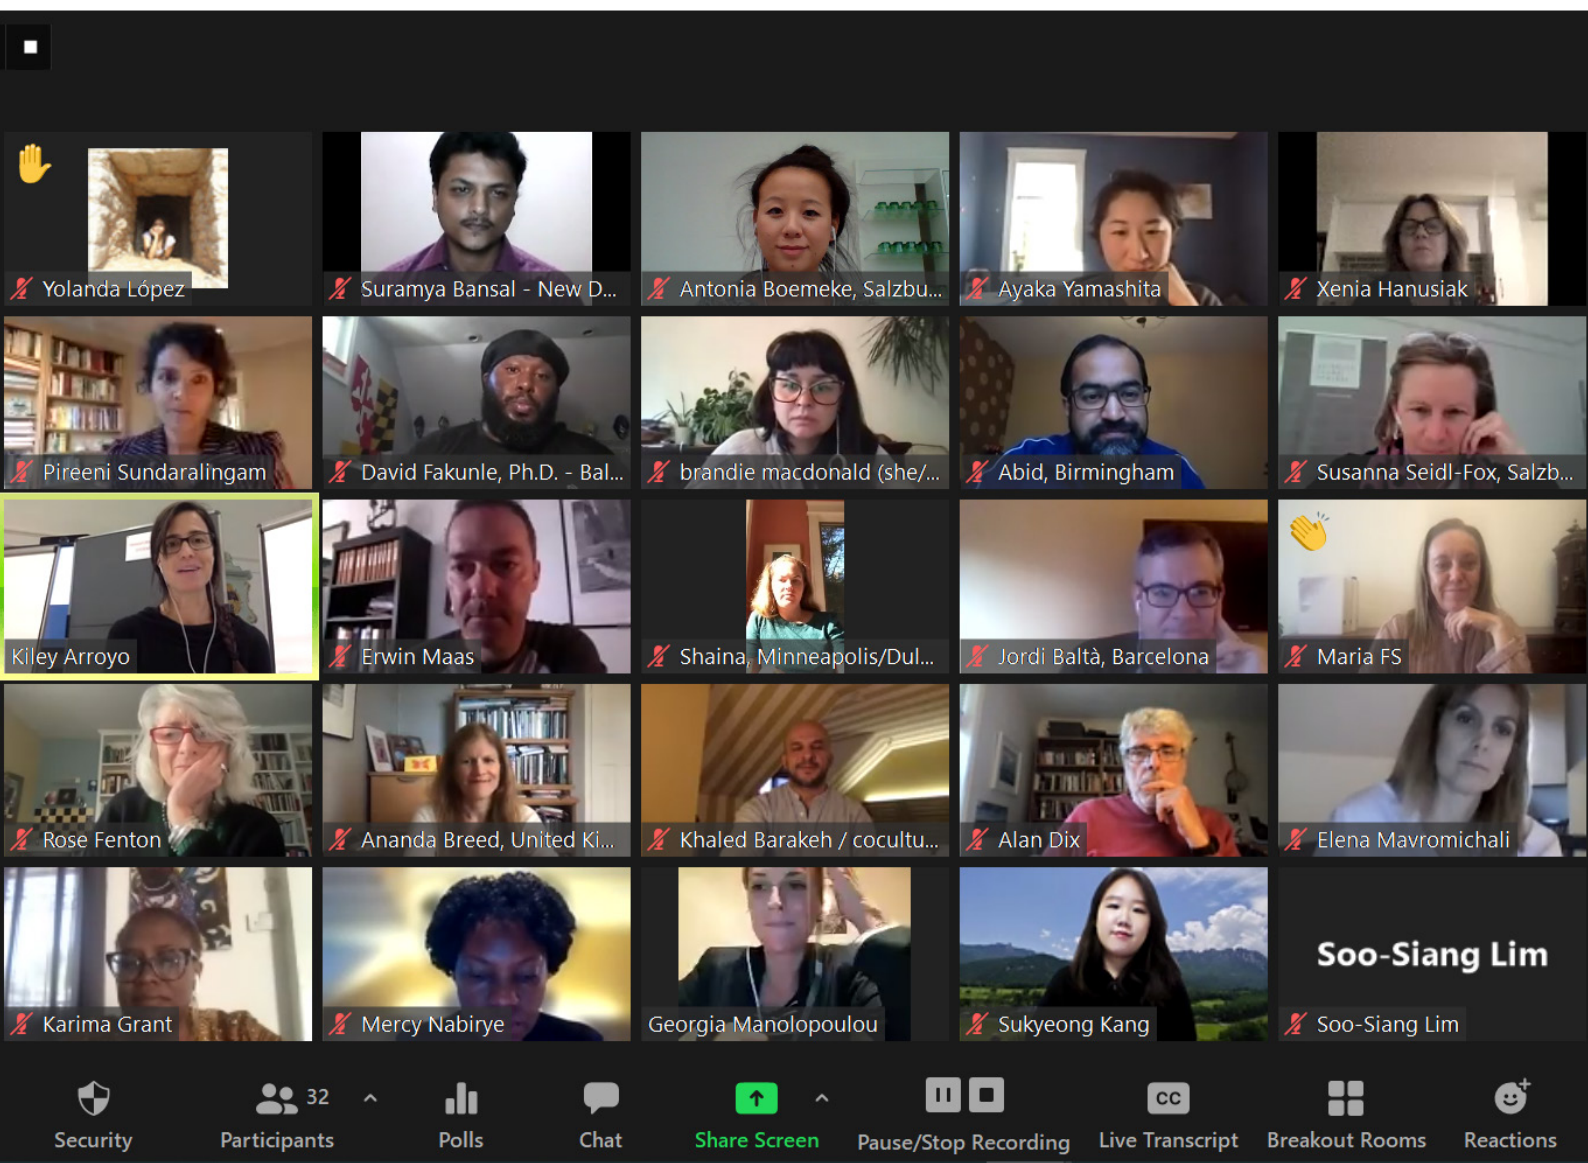 Yolanda López
Suramya Bansal - New D...
Antonia Boemeke, Salzbu...
Ayaka Yamashita
Xenia Hanusiak
Pireeni Sundaralingam
David Fakunle, Ph.D. - Bal...
brandie macdonald (she/...
Abid, Birmingham
Susanna Seidl-Fox, Salzb...
Kiley Arroyo
Erwin Maas
Shaina, Minneapolis/Dul...
Jordi Baltà, Barcelona
Maria FS
Rose Fenton
Ananda Breed, United Ki...
Khaled Barakeh / cocultu...
Alan Dix
Elena Mavromichali
Karima Grant
Mercy Nabirye
Georgia Manolopoulou
Sukyeong Kang
Soo-Siang Lim
Soo-Siang Lim
32
CC
Security
Participants
Polls
Chat
Share Screen
Pause/Stop Recording
Live Transcript
Breakout Rooms
Reactions